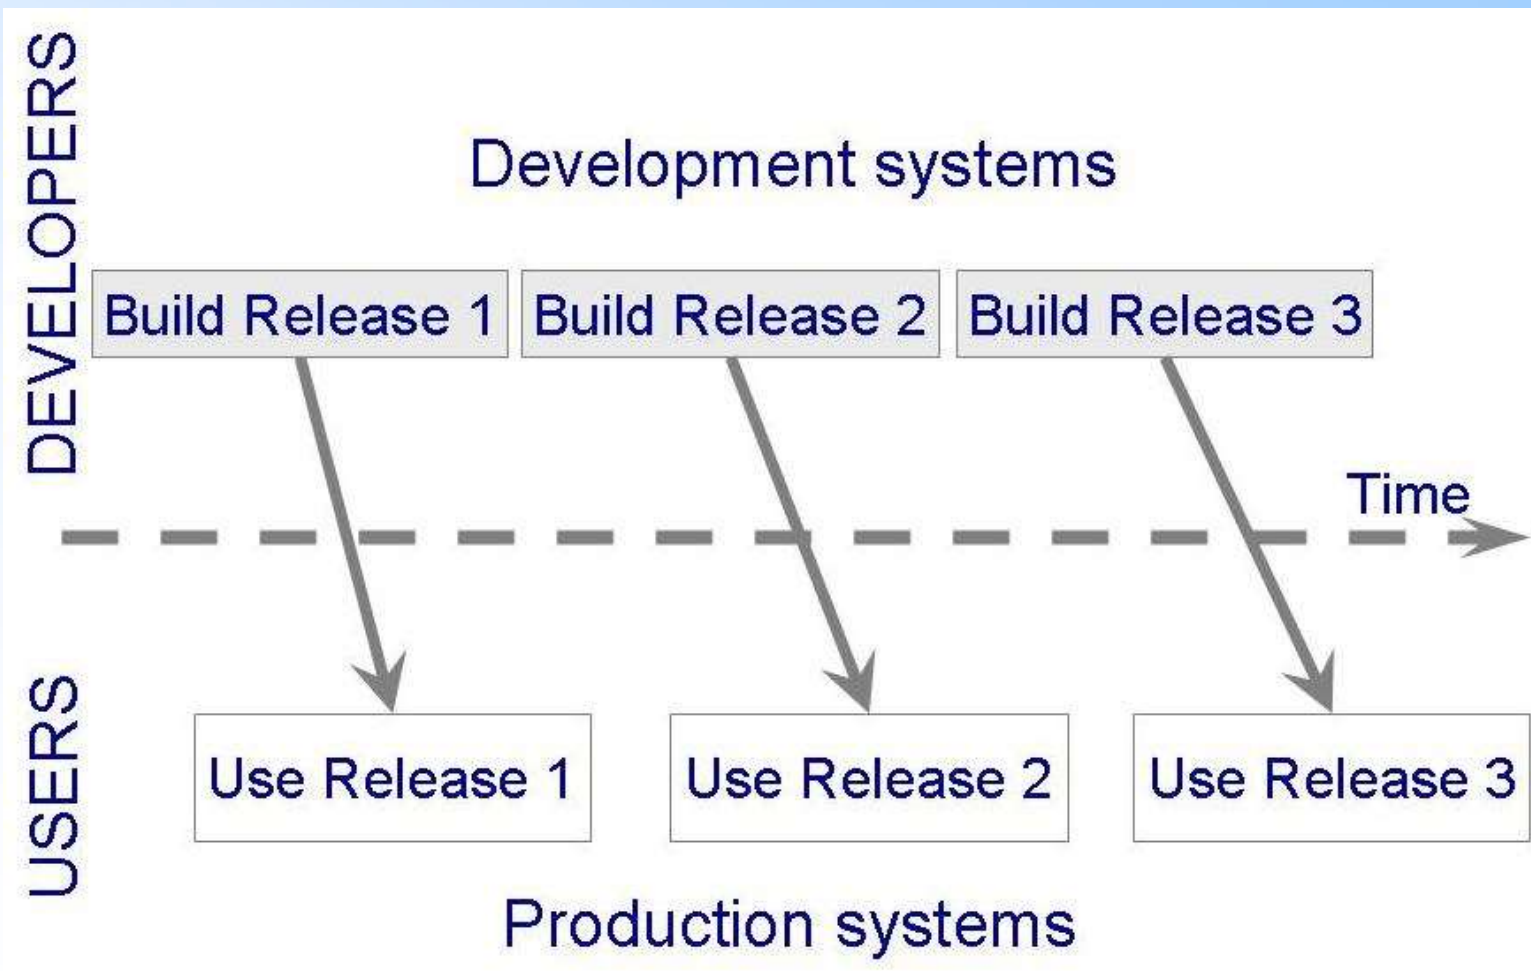 DEVELOPERS
Development systems
Build Release 1
Build Release 2
Build Release 3
Time
USERS
Use Release 1
Use Release 2
Use Release 3
Production systems